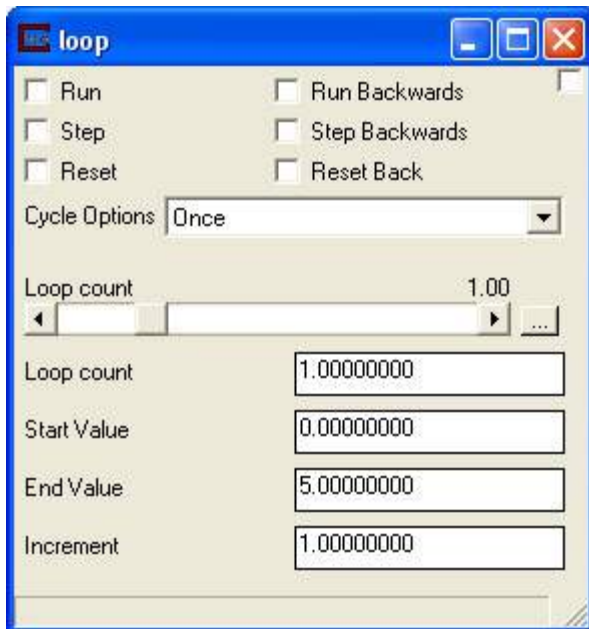 loop
Run Run Backwards
Step Step Backwards
Reset Reset Back
Cycle Options Once
Loop count 1.00
...
Loop count 1.00000000
Start Value 0.00000000
End Value 5.00000000
Increment 1.00000000